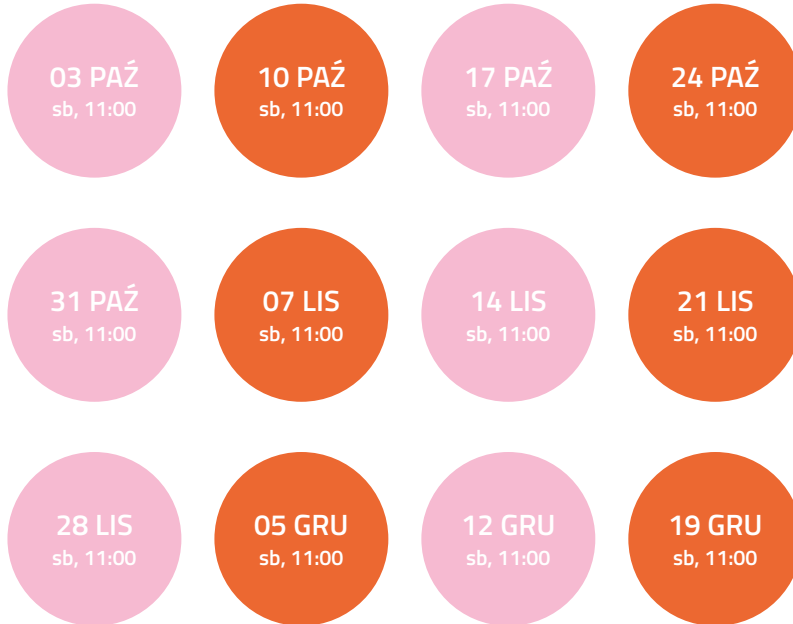 03 PAŹ
sb, 11:00
10 PAŹ
sb, 11:00
17 PAŹ
sb, 11:00
24 PAŹ
sb, 11:00
31 PAŹ
sb, 11:00
07 LIS
sb, 11:00
14 LIS
sb, 11:00
21 LIS
sb, 11:00
28 LIS
sb, 11:00
05 GRU
sb, 11:00
12 GRU
sb, 11:00
19 GRU
sb, 11:00